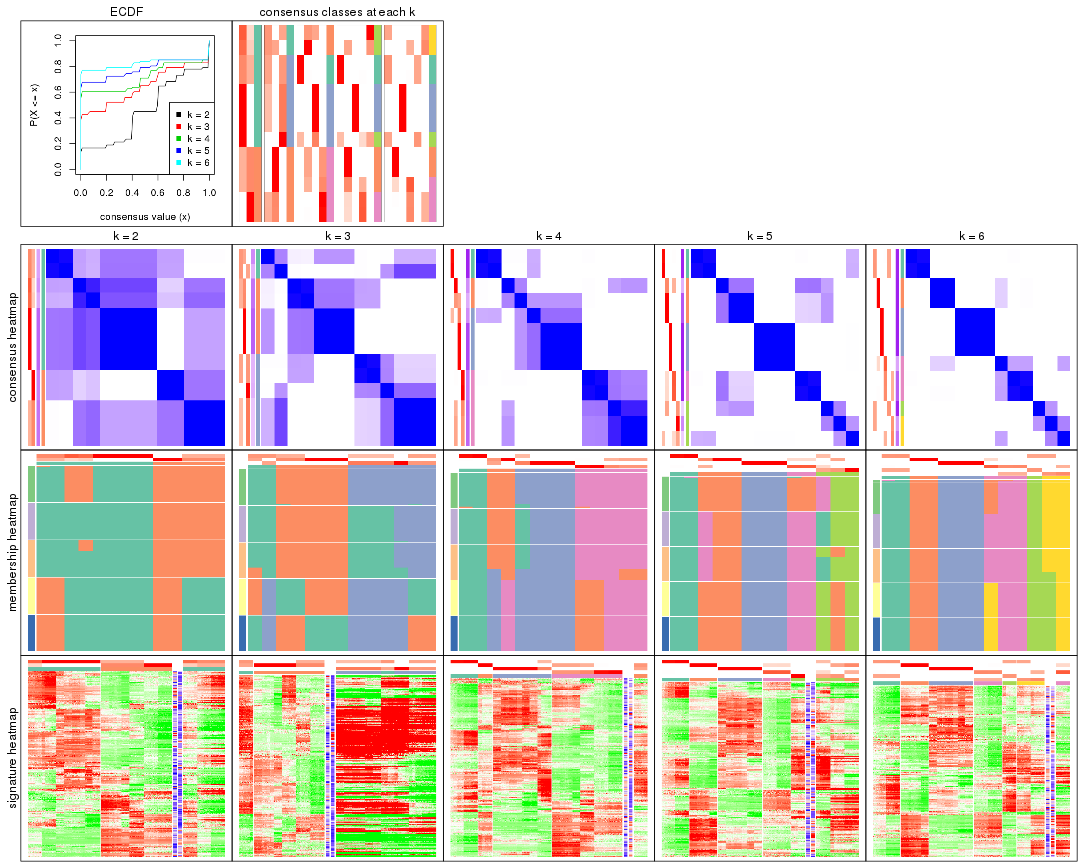 ECDF
consensus classes at each k
P(X <= x)
0.0 0.2 0.4 0.6 0.8 1.0
k = 2
k = 3
k = 4
k = 5
k = 6
0.0 0.2 0.4 0.6 0.8 1.0
consensus value (x)
k = 2
k = 3
k = 4
k = 5
k = 6
consensus heatmap
membership heatmap
signature heatmap